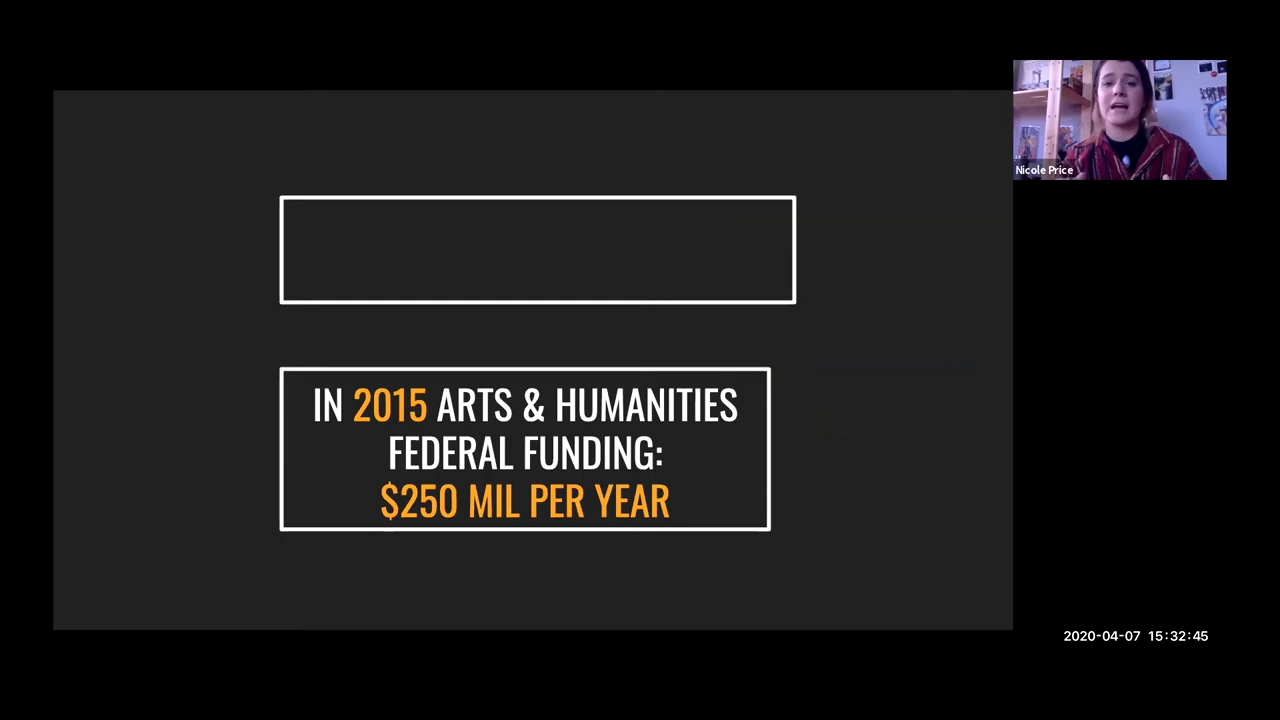 Nicole Price
IN 2015 ARTS & HUMANITIES
FEDERAL FUNDING:
$250 MIL PER YEAR
2020-04-07 15:32:45